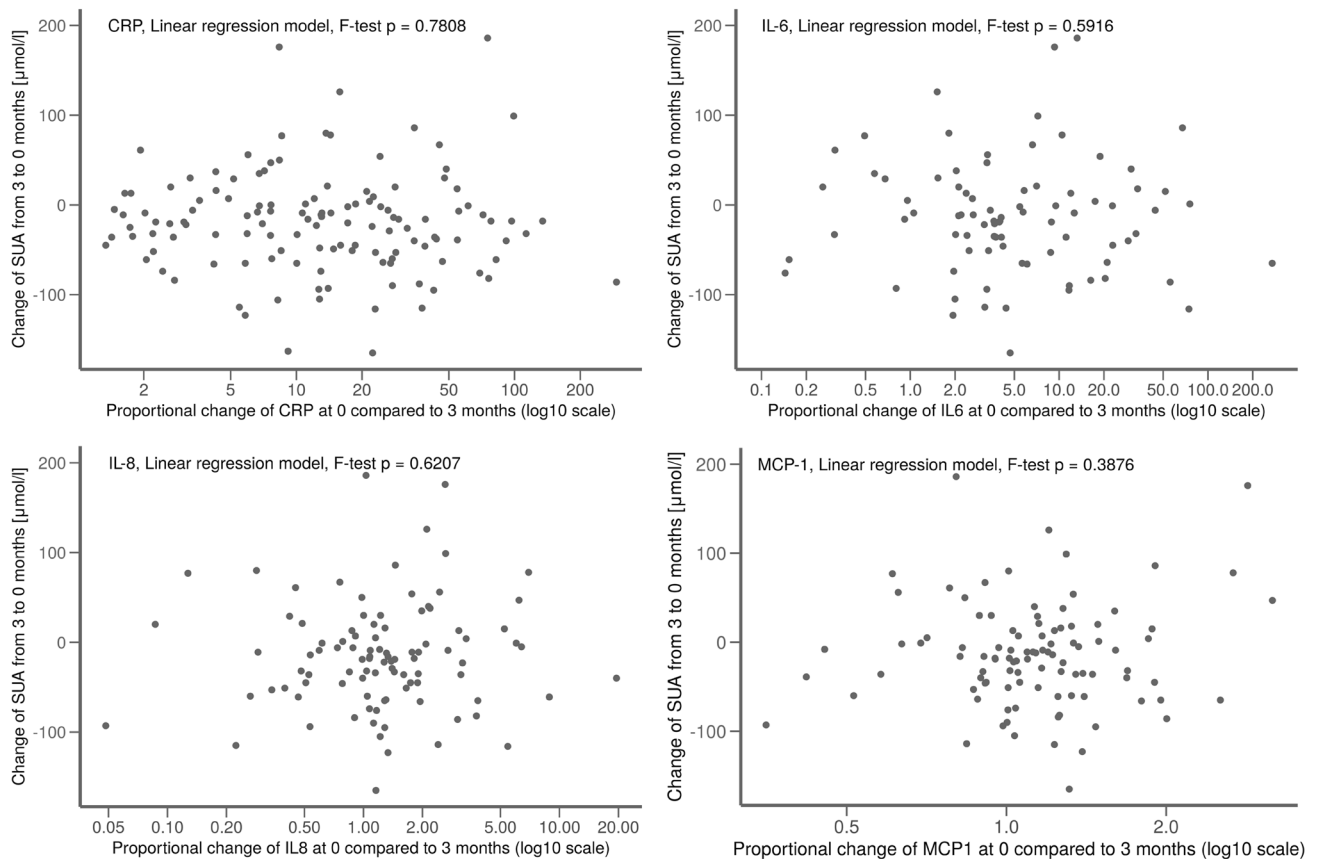 CRP, Linear regression model, F-test p = 0.7808
Change of SUA from 3 to 0 months [µmol/l]
200
100
0
-100
2 5 10 20 50 100 200
Proportional change of CRP at 0 compared to 3 months (log10 scale)
IL-6, Linear regression model, F-test p = 0.5916
Change of SUA from 3 to 0 months [µmol/l]
200
100
0
-100
0.1 0.2 0.5 1.0 2.0 5.0 10.0 20.0 50.0 100.0 200.0
Proportional change of IL6 at 0 compared to 3 months (log10 scale)
IL-8, Linear regression model, F-test p = 0.6207
Change of SUA from 3 to 0 months [µmol/l]
200
100
0
-100
0.05 0.10 0.20 0.50 1.00 2.00 5.00 10.00 20.00
Proportional change of IL8 at 0 compared to 3 months (log10 scale)
MCP-1, Linear regression model, F-test p = 0.3876
Change of SUA from 3 to 0 months [µmol/l]
200
100
0
-100
0.5 1.0 2.0
Proportional change of MCP1 at 0 compared to 3 months (log10 scale)